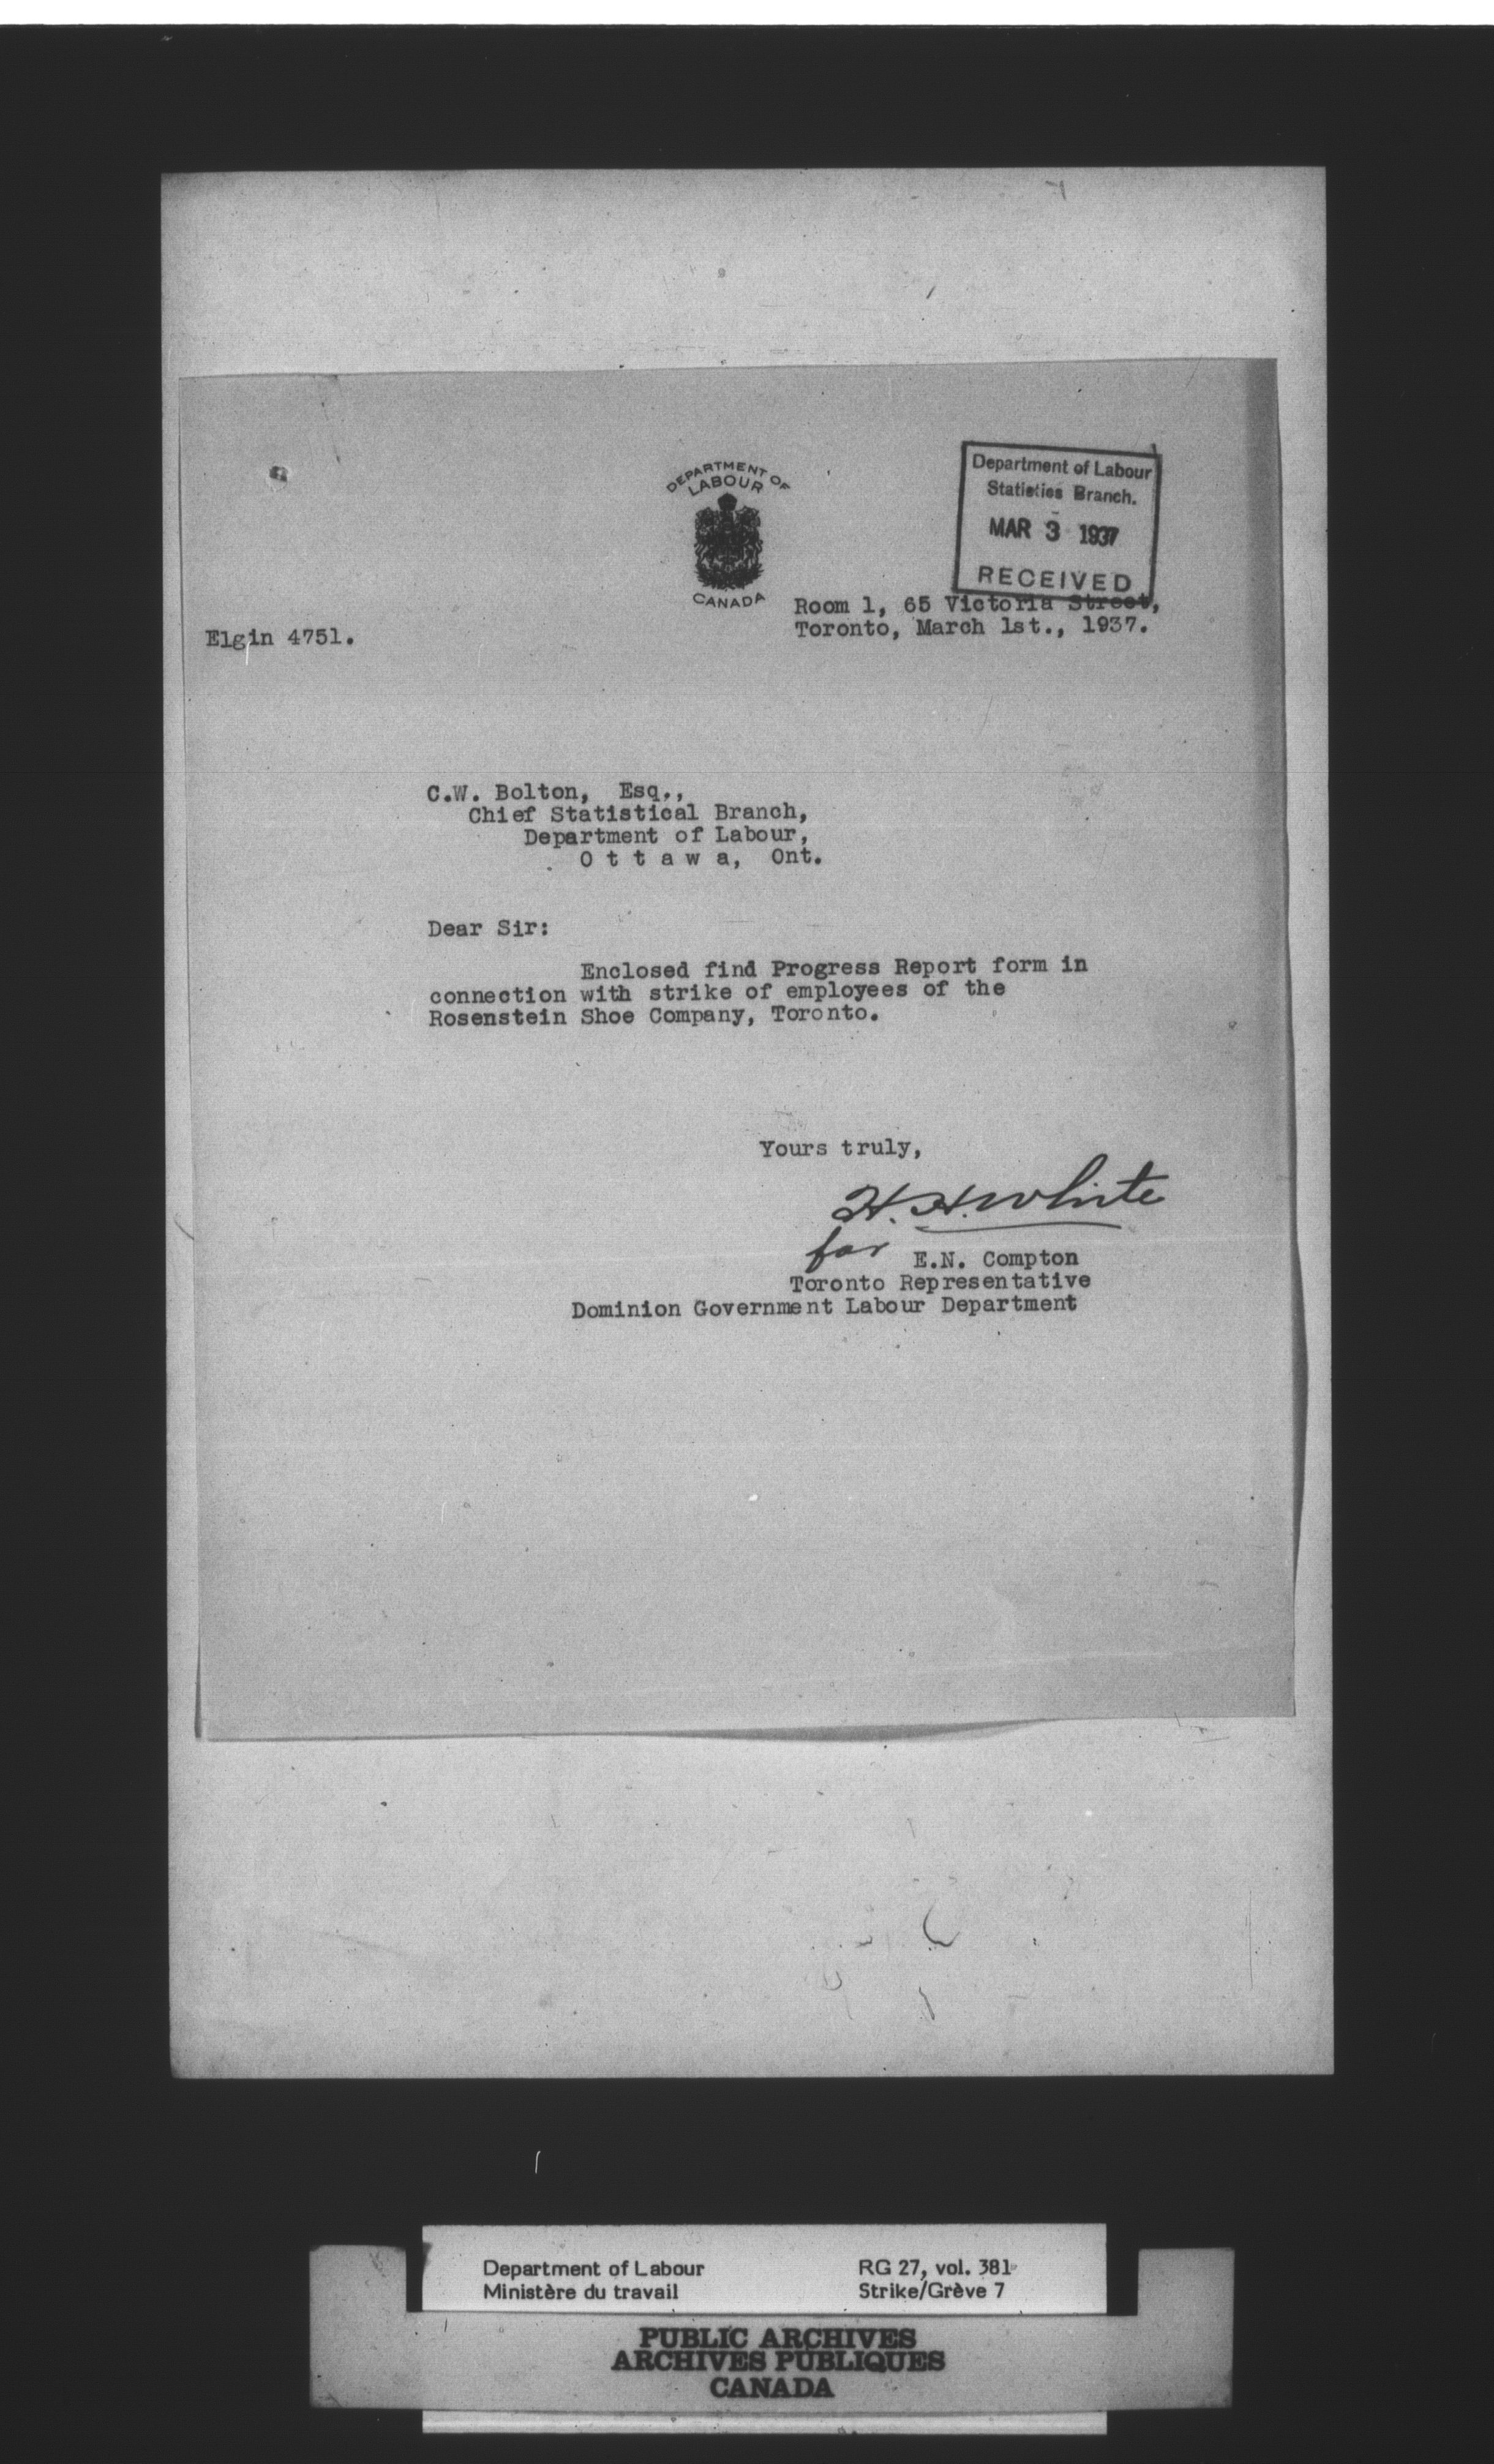 DEPARTMENT OF
LABOUR
CANADA
Department of Labour
Statistics Branch.
MAR 3 1937
RECEIVED
Room 1, 65 Victoria Street,
Toronto, March 1st., 1937.
Elgin 4751.
C.W. Bolton, Esq.,
Chief Statistical Branch,
Department of Labour,
O t t a w a, Ont.
Dear Sir:
Enclosed find Progress Report form in
connection with strike of employees of the
Rosenstein Shoe Company, Toronto.
Yours truly,
H. H. White
for E.N. Compton
Toronto Representative
Dominion Government Labour Department
Department of Labour
Ministère du travail
RG 27, vol. 381
Strike/Grève 7
PUBLIC ARCHIVES
ARCHIVES PUBLIQUES
CANADA